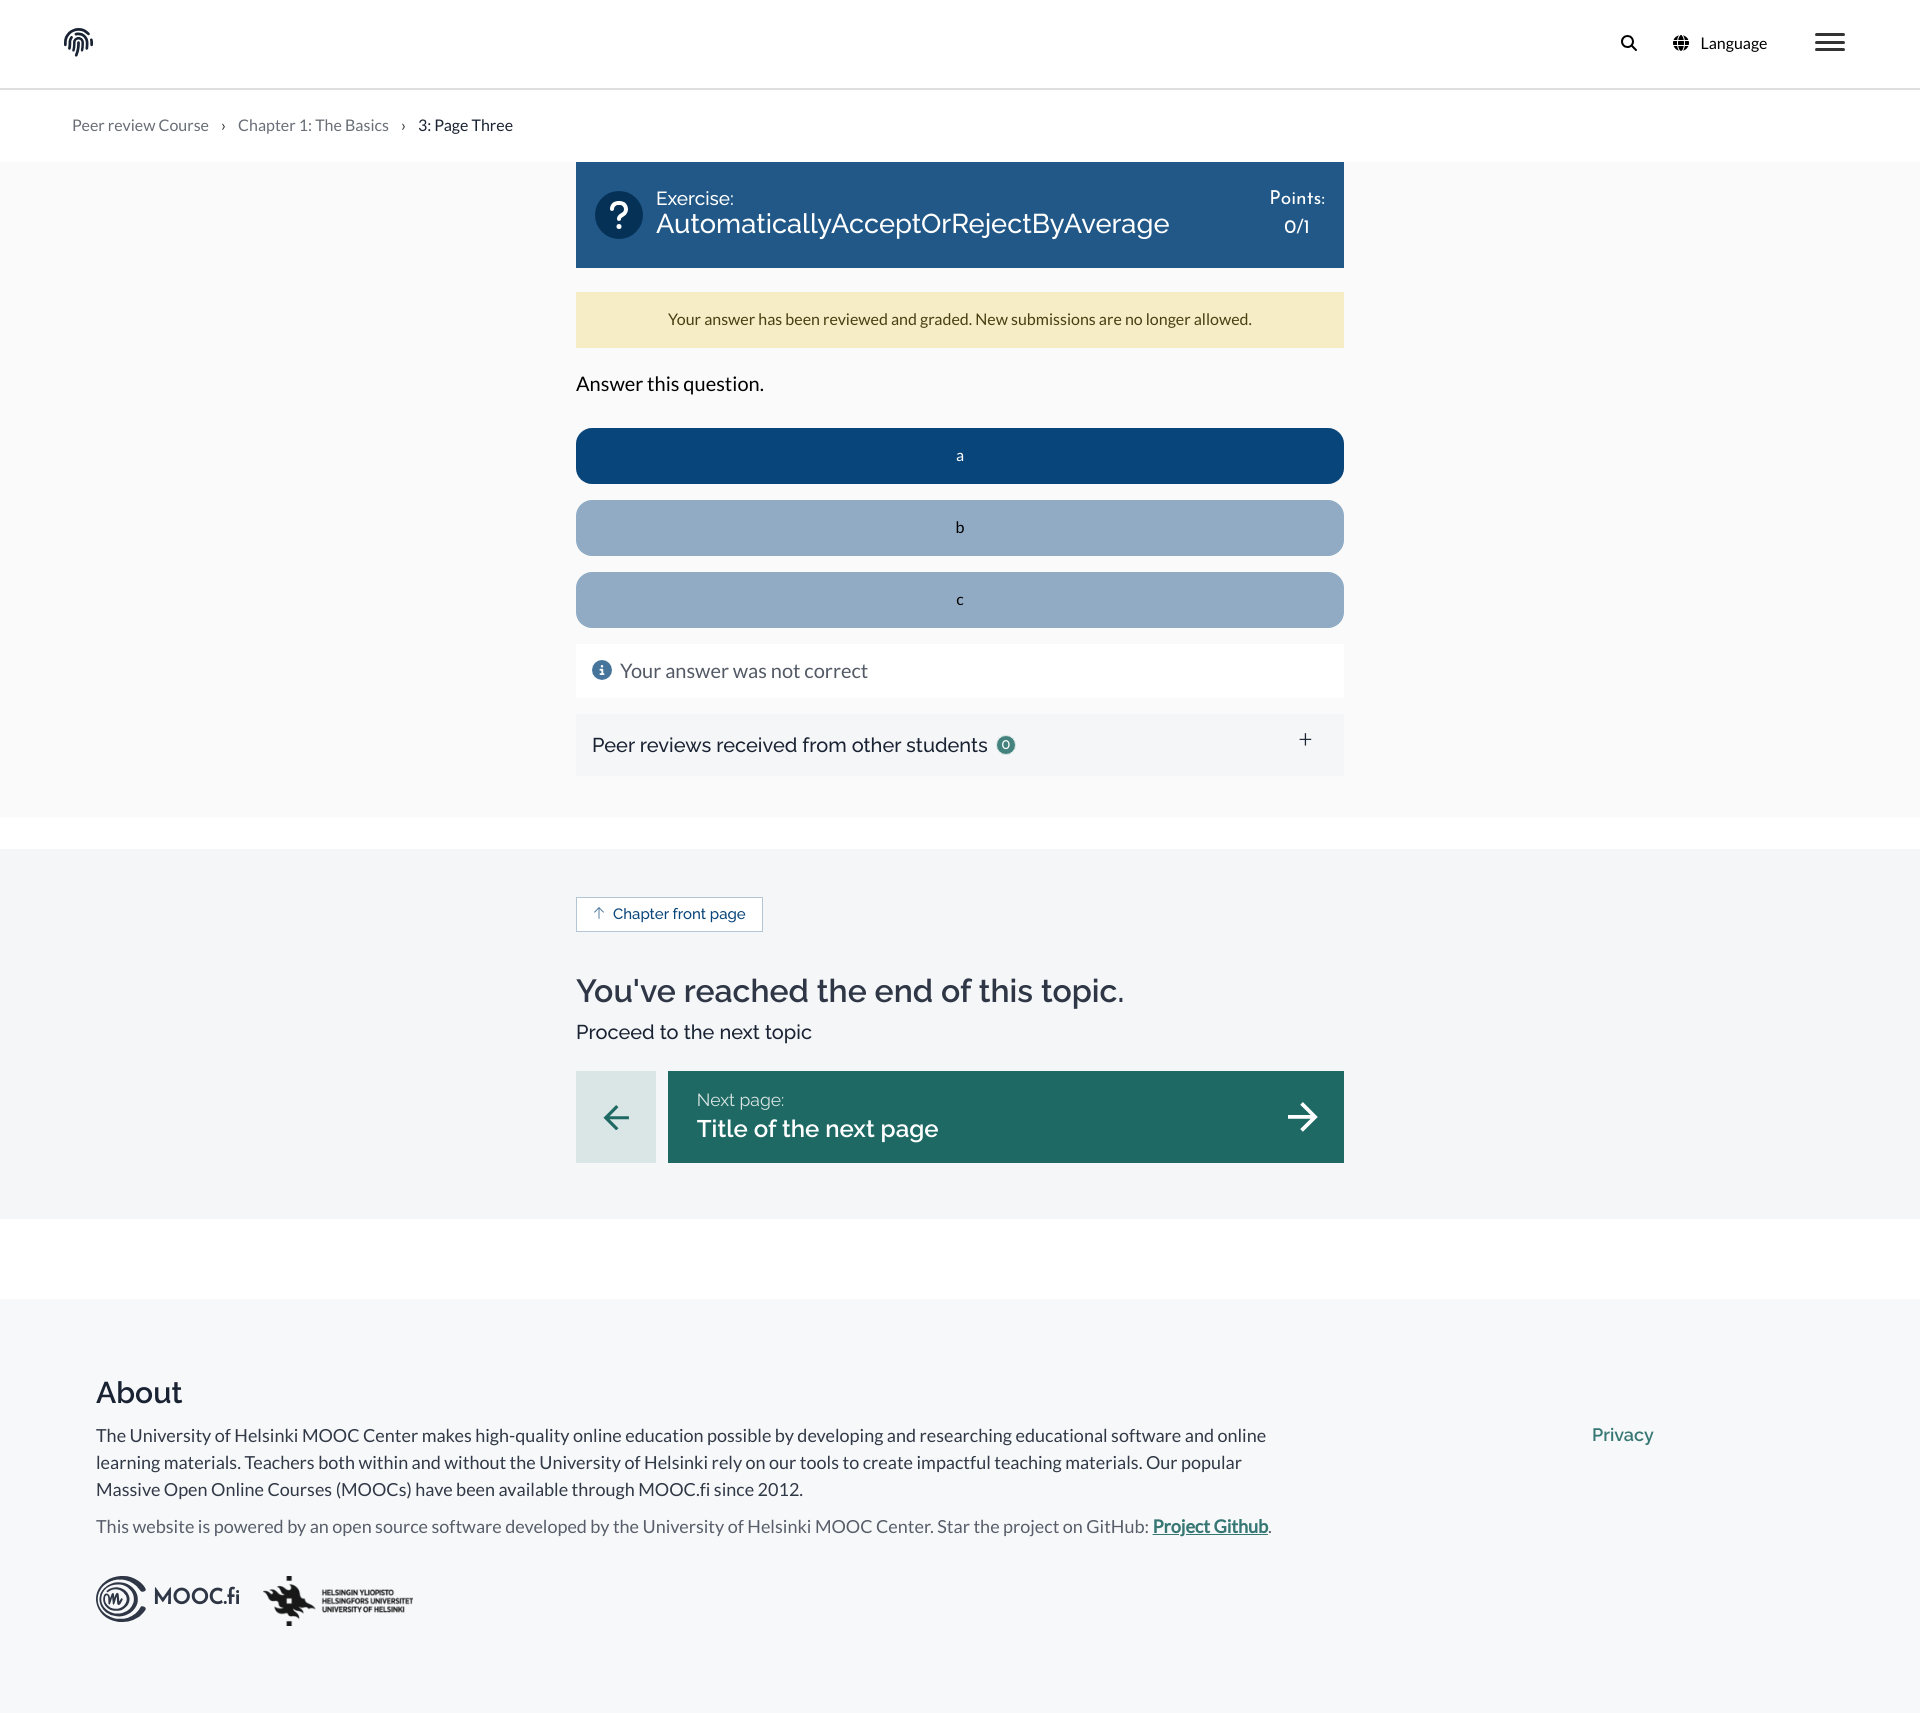 Language
Peer review Course › Chapter 1: The Basics › 3: Page Three
?
Exercise:
AutomaticallyAcceptOrRejectByAverage
Points:
0/1
Your answer has been reviewed and graded. New submissions are no longer allowed.
Answer this question.
a
b
c
Your answer was not correct
Peer reviews received from other students 0
Chapter front page
You've reached the end of this topic.
Proceed to the next topic
Next page:
Title of the next page
About
The University of Helsinki MOOC Center makes high-quality online education possible by developing and researching educational software and online
learning materials. Teachers both within and without the University of Helsinki rely on our tools to create impactful teaching materials. Our popular
Massive Open Online Courses (MOOCs) have been available through MOOC.fi since 2012.
This website is powered by an open source software developed by the University of Helsinki MOOC Center. Star the project on GitHub: Project Github.
Privacy
m MOOC.fi
HELSINGIN YLIOPISTO
HELSINGFORS UNIVERSITET
UNIVERSITY OF HELSINKI